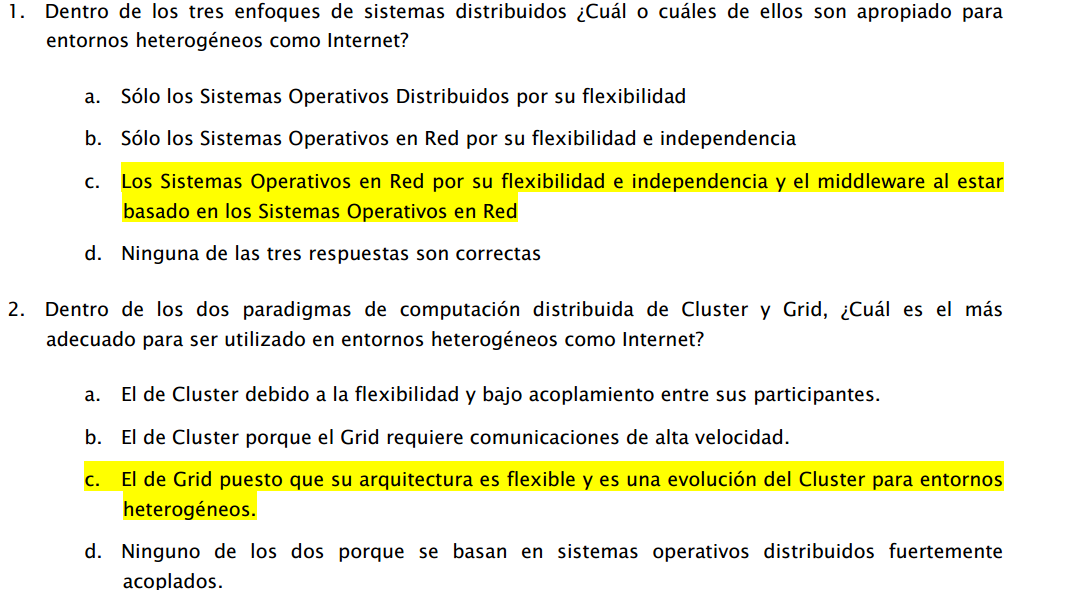 1. Dentro de los tres enfoques de sistemas distribuidos ¿Cuál o cuáles de ellos son apropiado para
entornos heterogéneos como Internet?
a. Sólo los Sistemas Operativos Distribuidos por su flexibilidad
b. Sólo los Sistemas Operativos en Red por su flexibilidad e independencia
c. Los Sistemas Operativos en Red por su flexibilidad e independencia y el middleware al estar
basado en los Sistemas Operativos en Red
d. Ninguna de las tres respuestas son correctas
2. Dentro de los dos paradigmas de computación distribuida de Cluster y Grid, ¿Cuál es el más
adecuado para ser utilizado en entornos heterogéneos como Internet?
a. El de Cluster debido a la flexibilidad y bajo acoplamiento entre sus participantes.
b. El de Cluster porque el Grid requiere comunicaciones de alta velocidad.
c. El de Grid puesto que su arquitectura es flexible y es una evolución del Cluster para entornos
heterogéneos.
d. Ninguno de los dos porque se basan en sistemas operativos distribuidos fuertemente
acoplados.